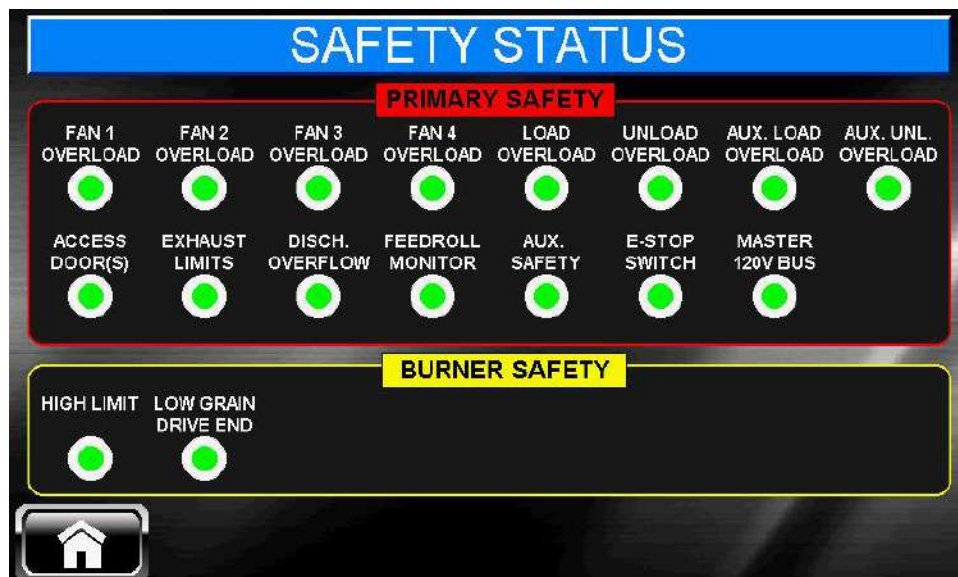 SAFETY STATUS
PRIMARY SAFETY
FAN 1 FAN 2 FAN 3 FAN 4 LOAD UNLOAD AUX. LOAD AUX. UNL.
OVERLOAD OVERLOAD OVERLOAD OVERLOAD OVERLOAD OVERLOAD OVERLOAD OVERLOAD
ACCESS EXHAUST DISCH. FEEDROLL AUX. E-STOP MASTER
DOOR(S) LIMITS OVERFLOW MONITOR SAFETY SWITCH 120V BUS
BURNER SAFETY
HIGH LIMIT LOW GRAIN
DRIVE END